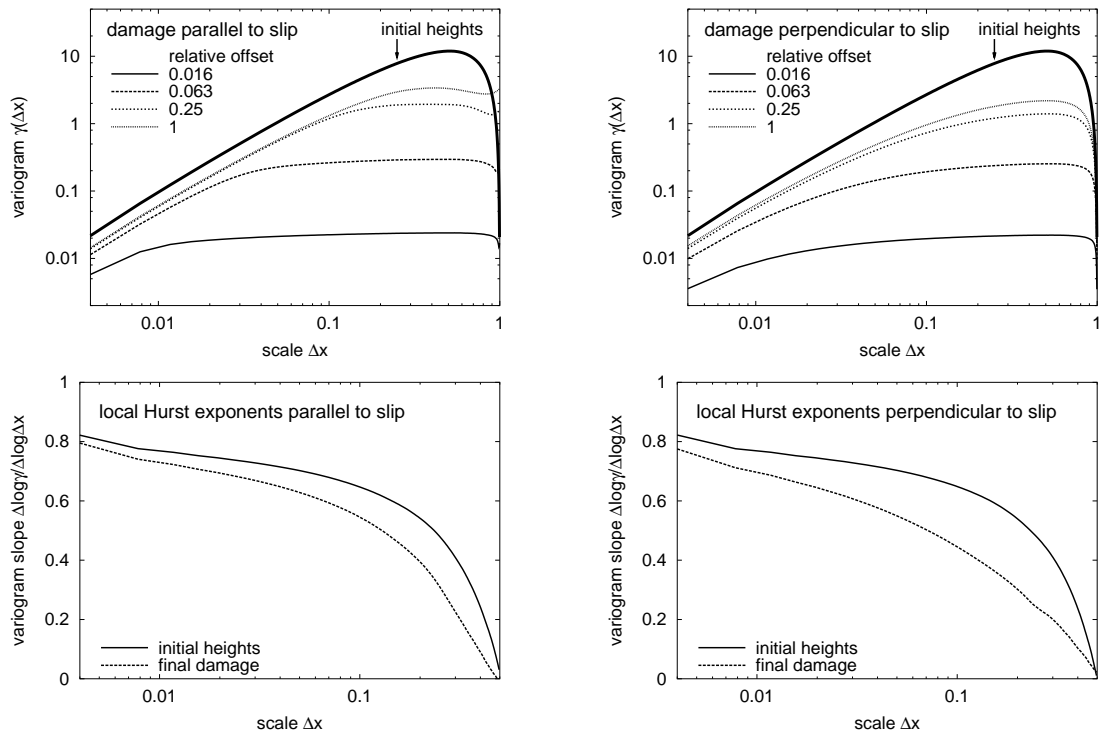 damage parallel to slip
initial heights
relative offset
0.016
0.063
0.25
1
10
1
0.1
0.01
variogram γ(Δx)
0.01
0.1
1
scale Δx
damage perpendicular to slip
initial heights
relative offset
0.016
0.063
0.25
1
10
1
0.1
0.01
variogram γ(Δx)
0.01
0.1
1
scale Δx
local Hurst exponents parallel to slip
1
0.8
0.6
0.4
0.2
0
variogram slope Δlogγ/ΔlogΔx
initial heights
final damage
0.01
0.1
scale Δx
local Hurst exponents perpendicular to slip
1
0.8
0.6
0.4
0.2
0
variogram slope Δlogγ/ΔlogΔx
initial heights
final damage
0.01
0.1
scale Δx